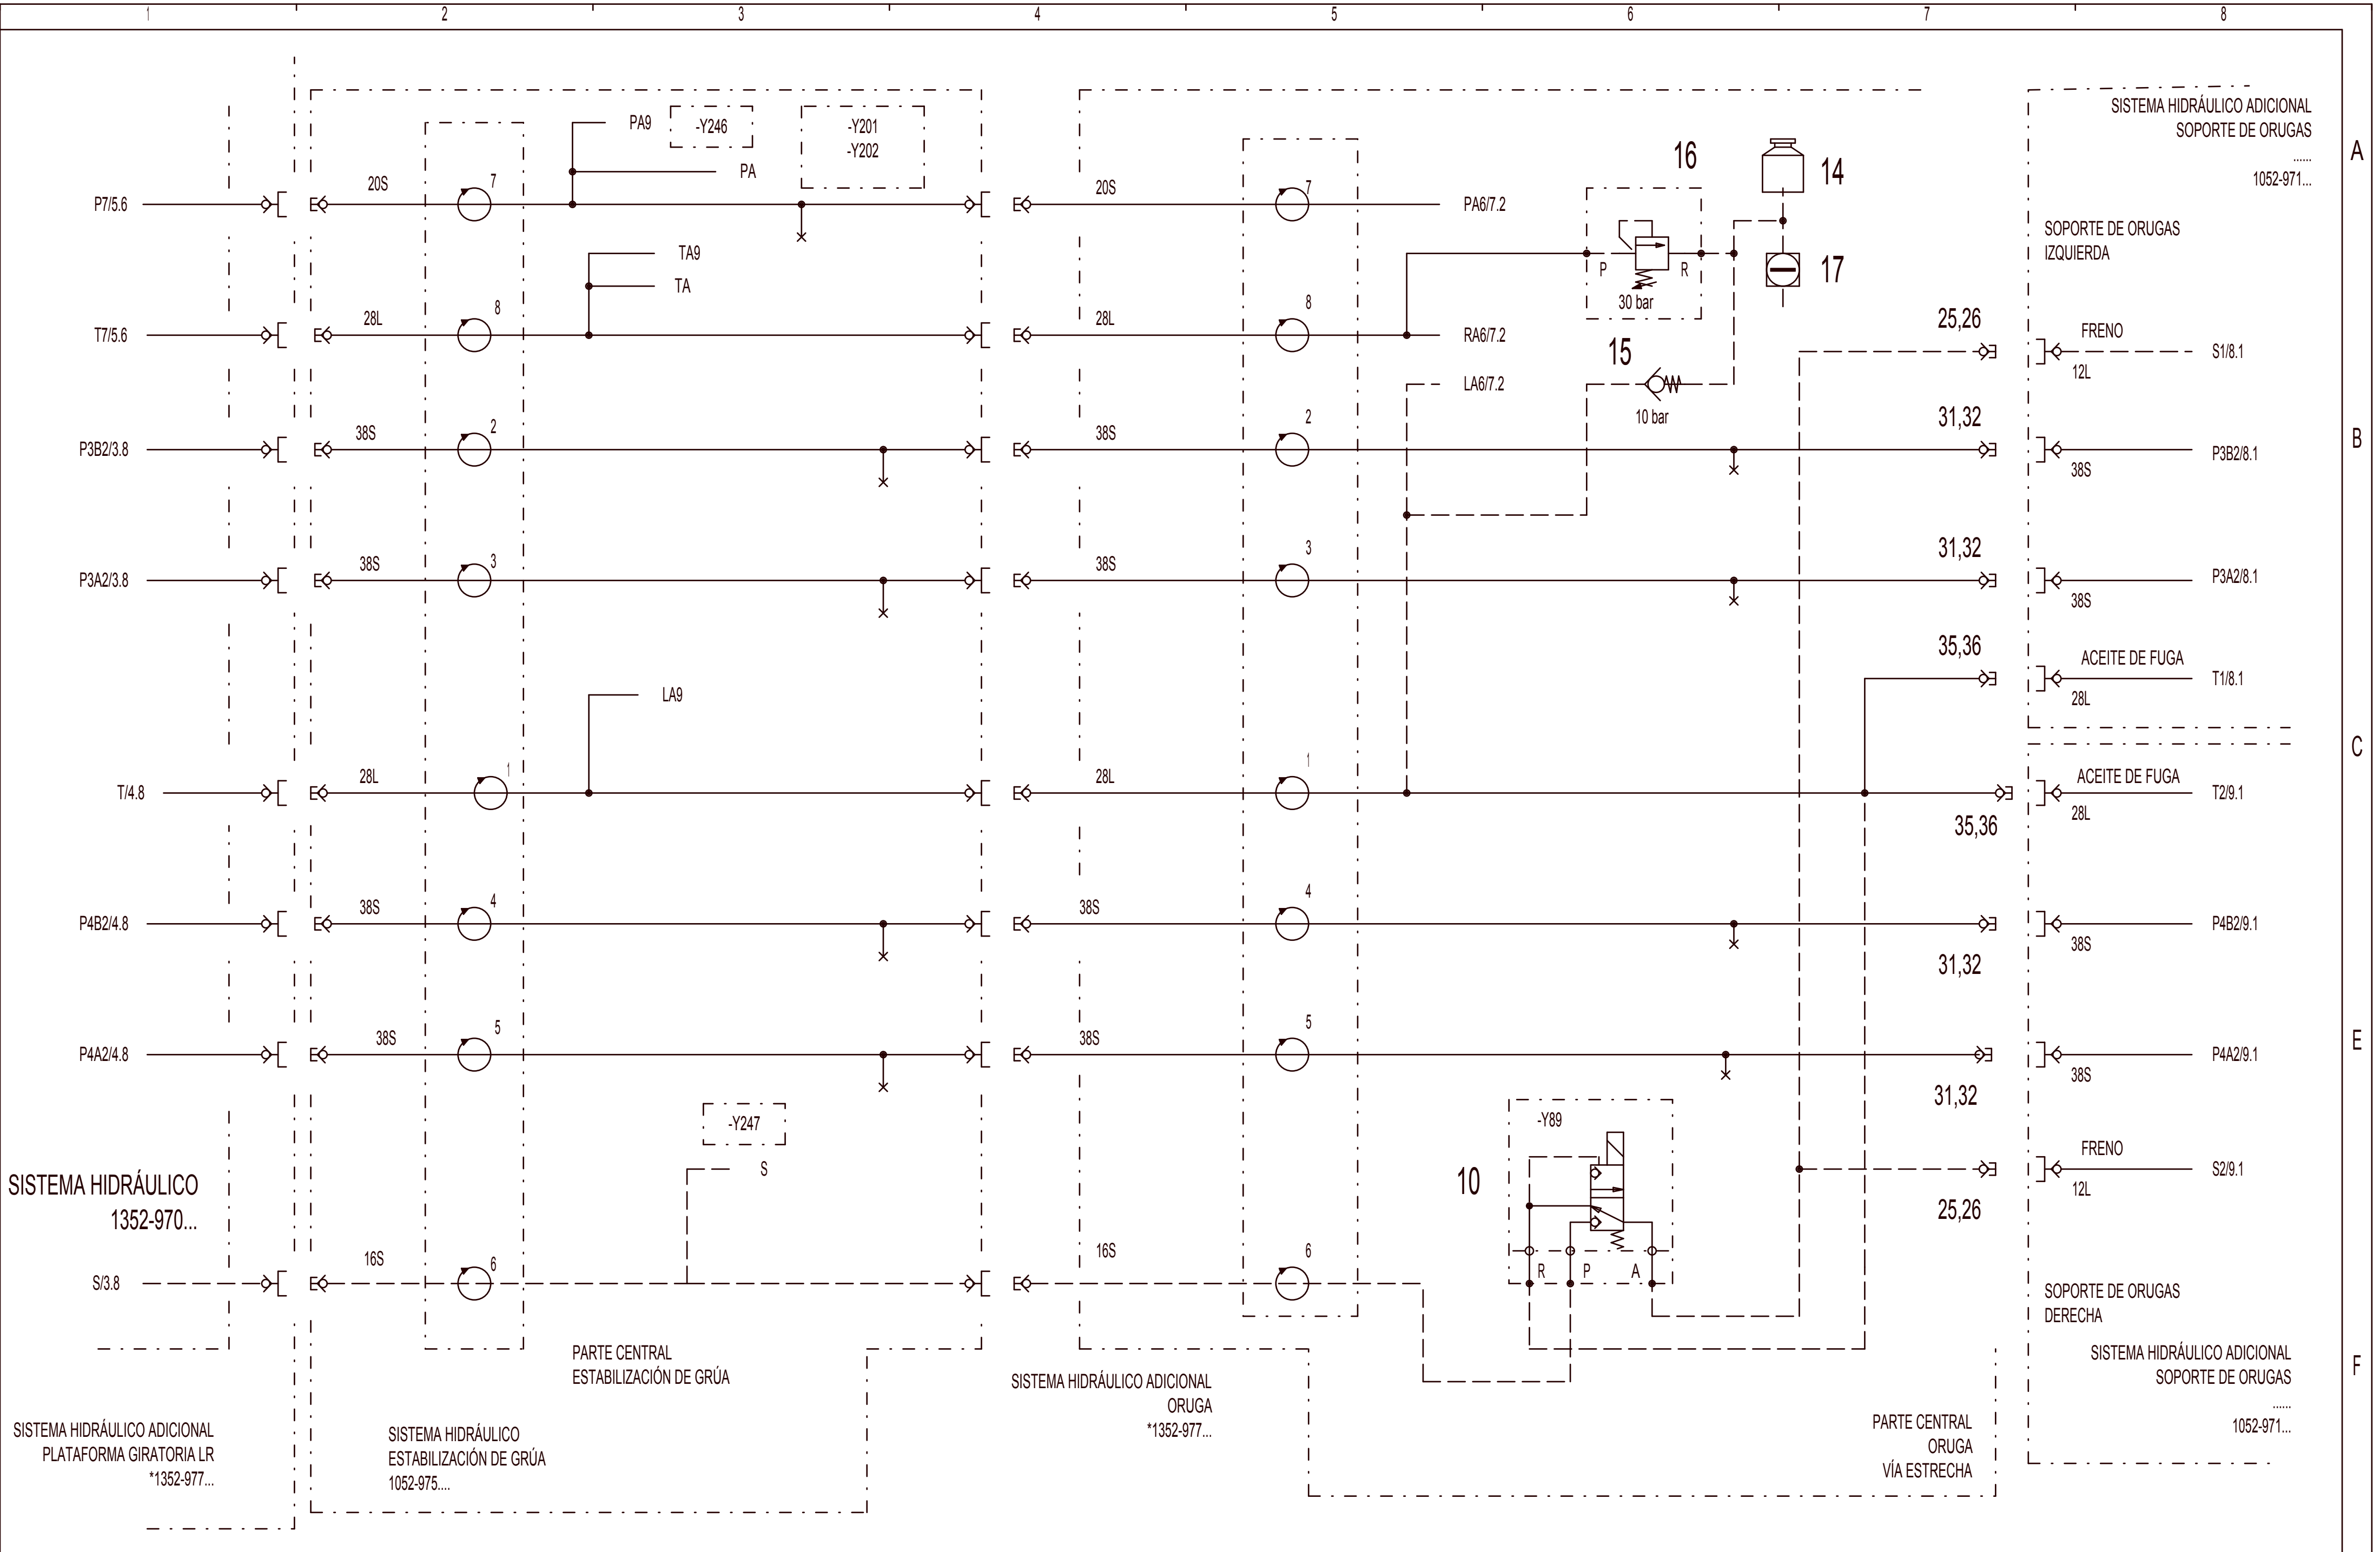 1 2 3 4 5 6 7 8
A
B
C
E
F
PA9
-Y246
-Y201
-Y202
PA
P7/5.6
20S
7
20S
7
PA6/7.2
16
14
17
P
R
30 bar
SISTEMA HIDRÁULICO ADICIONAL
SOPORTE DE ORUGAS
......
1052-971...
SOPORTE DE ORUGAS
IZQUIERDA
TA9
TA
T7/5.6
28L
8
28L
8
RA6/7.2
15
LA6/7.2
10 bar
25,26
FRENO
12L
S1/8.1
P3B2/3.8
38S
2
38S
2
31,32
38S
P3B2/8.1
P3A2/3.8
38S
3
38S
3
31,32
38S
P3A2/8.1
35,36
ACEITE DE FUGA
28L
T1/8.1
LA9
T/4.8
28L
1
28L
1
35,36
ACEITE DE FUGA
28L
T2/9.1
P4B2/4.8
38S
4
38S
4
31,32
38S
P4B2/9.1
P4A2/4.8
38S
5
38S
5
31,32
38S
P4A2/9.1
-Y247
S
-Y89
10
R
P
A
25,26
FRENO
12L
S2/9.1
SISTEMA HIDRÁULICO
1352-970...
S/3.8
16S
6
16S
6
SOPORTE DE ORUGAS
DERECHA
SISTEMA HIDRÁULICO ADICIONAL
SOPORTE DE ORUGAS
......
1052-971...
PARTE CENTRAL
ESTABILIZACIÓN DE GRÚA
SISTEMA HIDRÁULICO ADICIONAL
ORUGA
*1352-977...
SISTEMA HIDRÁULICO ADICIONAL
PLATAFORMA GIRATORIA LR
*1352-977...
SISTEMA HIDRÁULICO
ESTABILIZACIÓN DE GRÚA
1052-975....
PARTE CENTRAL
ORUGA
VÍA ESTRECHA